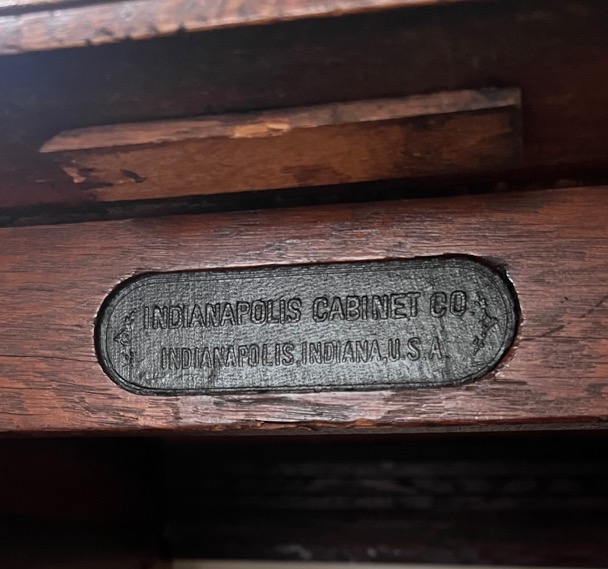 INDIANAPOLIS CABINET CO.
INDIANAPOLIS, INDIANA, U.S.A.